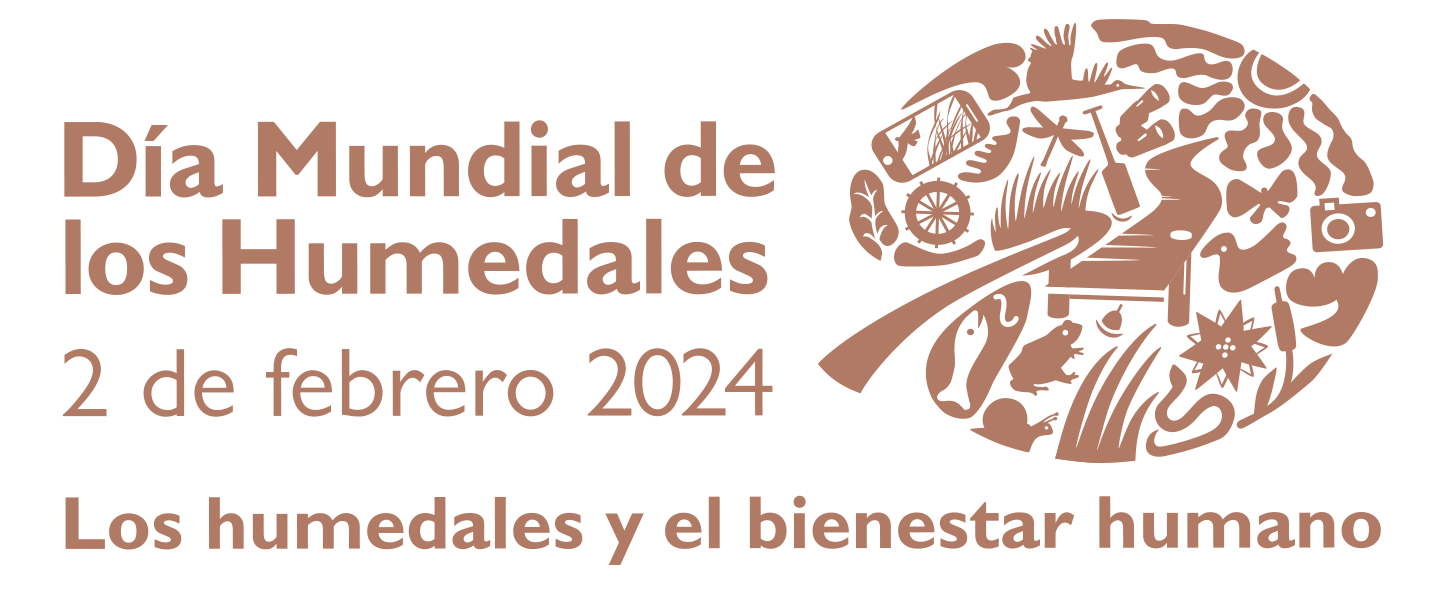 Día Mundial de
los Humedales
2 de febrero 2024
Los humedales y el bienestar humano